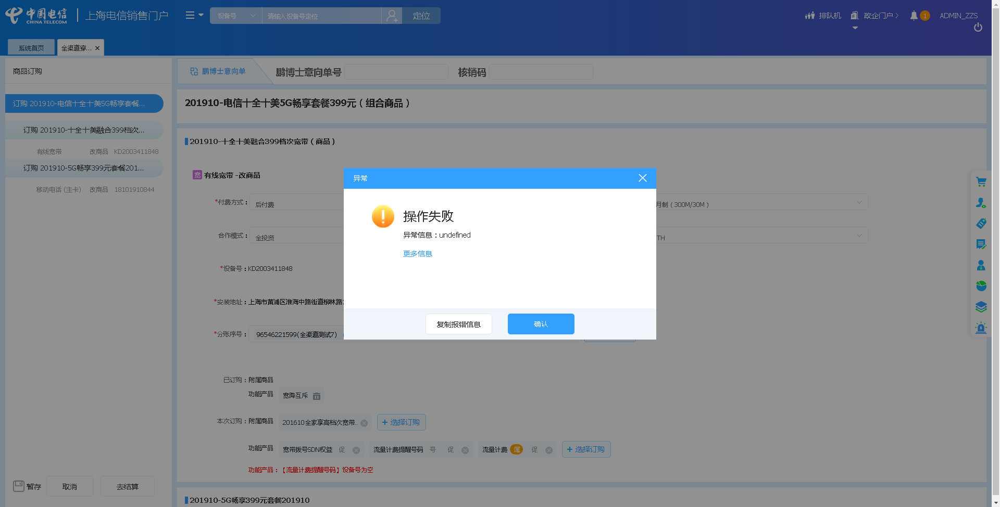 中国电信
CHINA TELECOM
上海电信销售门户
设备号
请输入设备号定位
定位
排队机
政企门户
1
ADMIN_ZZS
系统首页
全渠道穿...
商品订购
订购 201910-电信十全十美5G畅享套餐...
订购 201910-十全十美融合399档次...
有线宽带 改商品 KD2003411848
订购 201910-5G畅享399元套餐201...
移动电话 (主卡) 改商品 18101910844
暂存
取消
去结算
鹏博士意向单
鹏博士意向单号
核销码
201910-电信十全十美5G畅享套餐399元 ( 组合商品 )
201910-十全十美融合399档次宽带 ( 商品 )
宽 有线宽带 -改商品
*付费方式： 后付费
月制 ( 300M/30M )
合作模式： 全投资
TH
*设备号：KD2003411848
*安装地址：上海市黄浦区淮海中路街道柳林路
*分账序号： 96546221599(全渠道测试7)
已订购：附属商品
功能产品 宽降互斥
本次订购：附属商品 201610全家享高档次宽带.. + 选择订购
功能产品 宽带拨号SDN权益 促 流量计费提醒号码 号 促 流量计费 属 促 + 选择订购
功能产品：【流量计费提醒号码】设备号为空
201910-5G畅享399元套餐201910
异常
操作失败
异常信息：undefined
更多信息
复制报错信息
确认